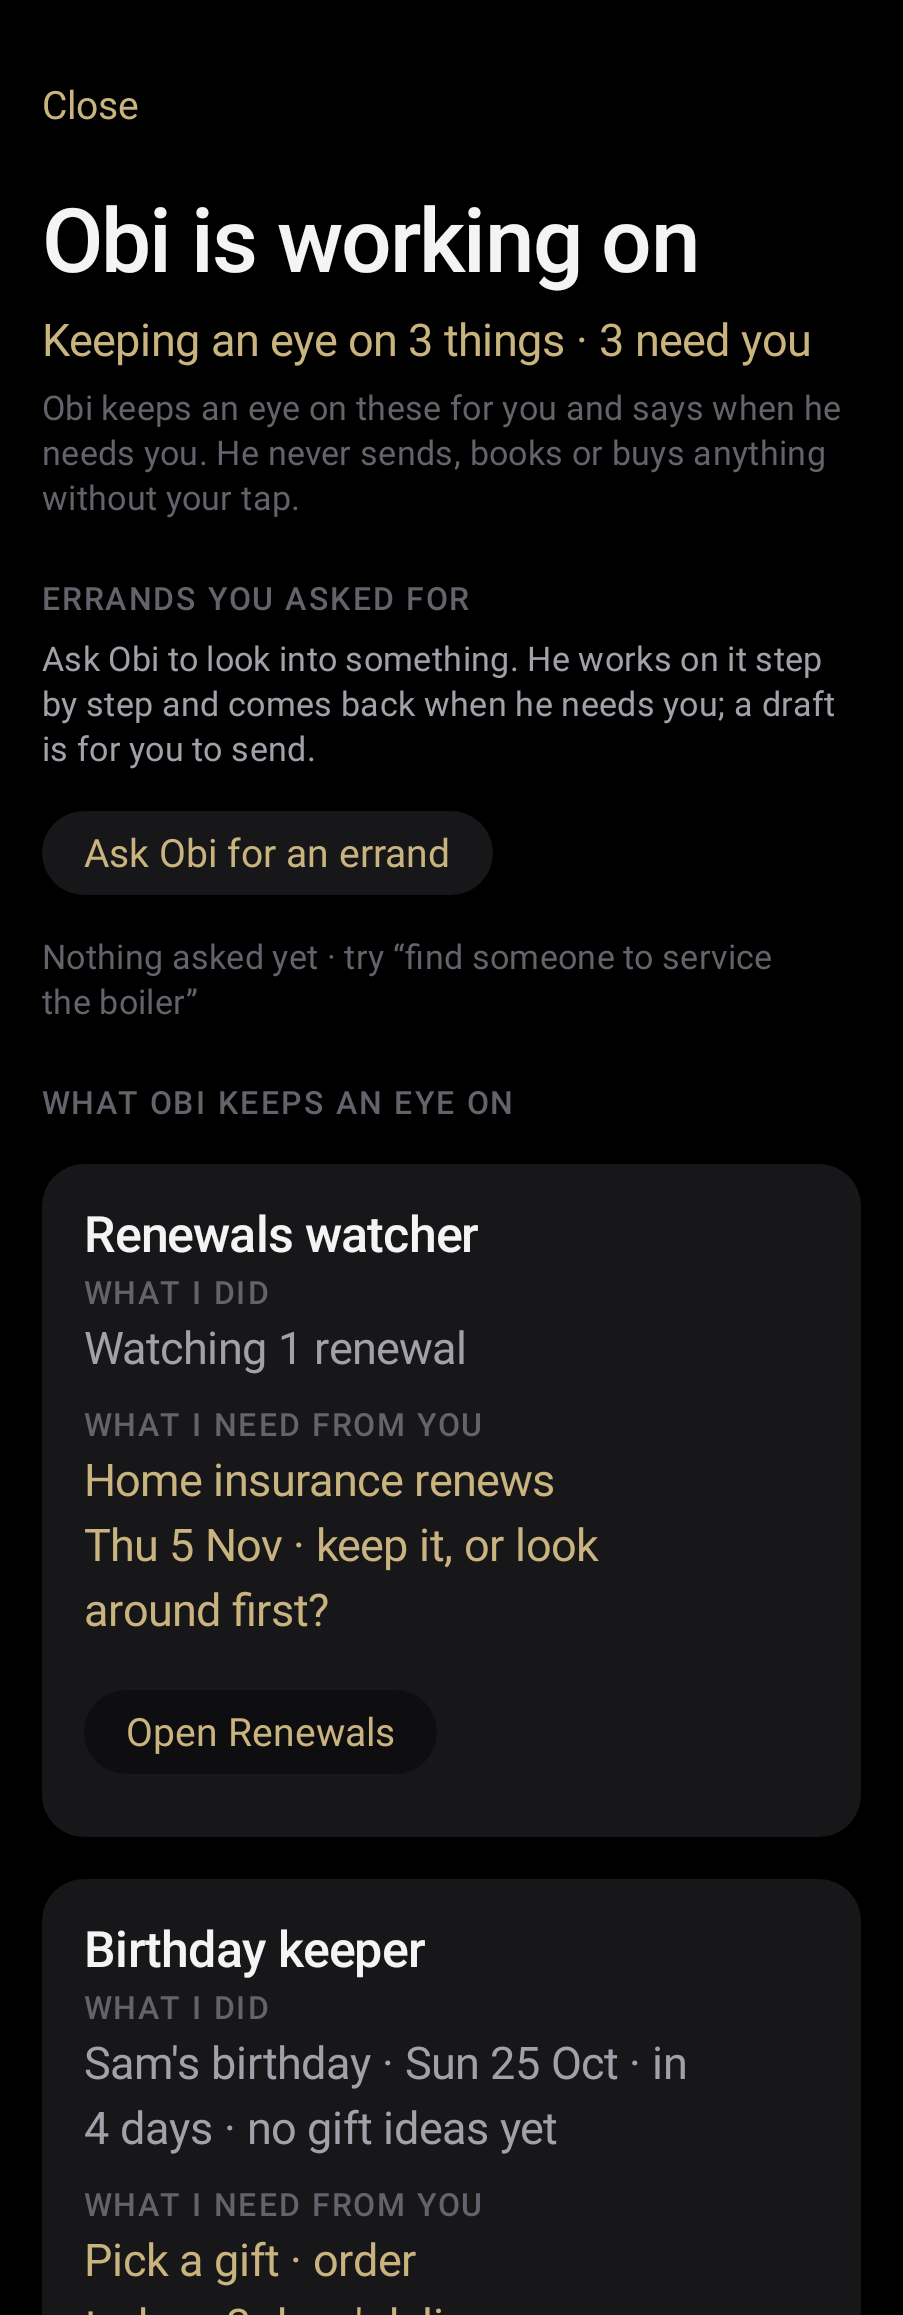 Close
Obi is working on
Keeping an eye on 3 things · 3 need you
Obi keeps an eye on these for you and says when he
needs you. He never sends, books or buys anything
without your tap.
ERRANDS YOU ASKED FOR
Ask Obi to look into something. He works on it step
by step and comes back when he needs you; a draft
is for you to send.
Ask Obi for an errand
Nothing asked yet · try “find someone to service
the boiler”
WHAT OBI KEEPS AN EYE ON
Renewals watcher
WHAT I DID
Watching 1 renewal
WHAT I NEED FROM YOU
Home insurance renews
Thu 5 Nov · keep it, or look
around first?
Open Renewals
Birthday keeper
WHAT I DID
Sam's birthday · Sun 25 Oct · in
4 days · no gift ideas yet
WHAT I NEED FROM YOU
Pick a gift · order